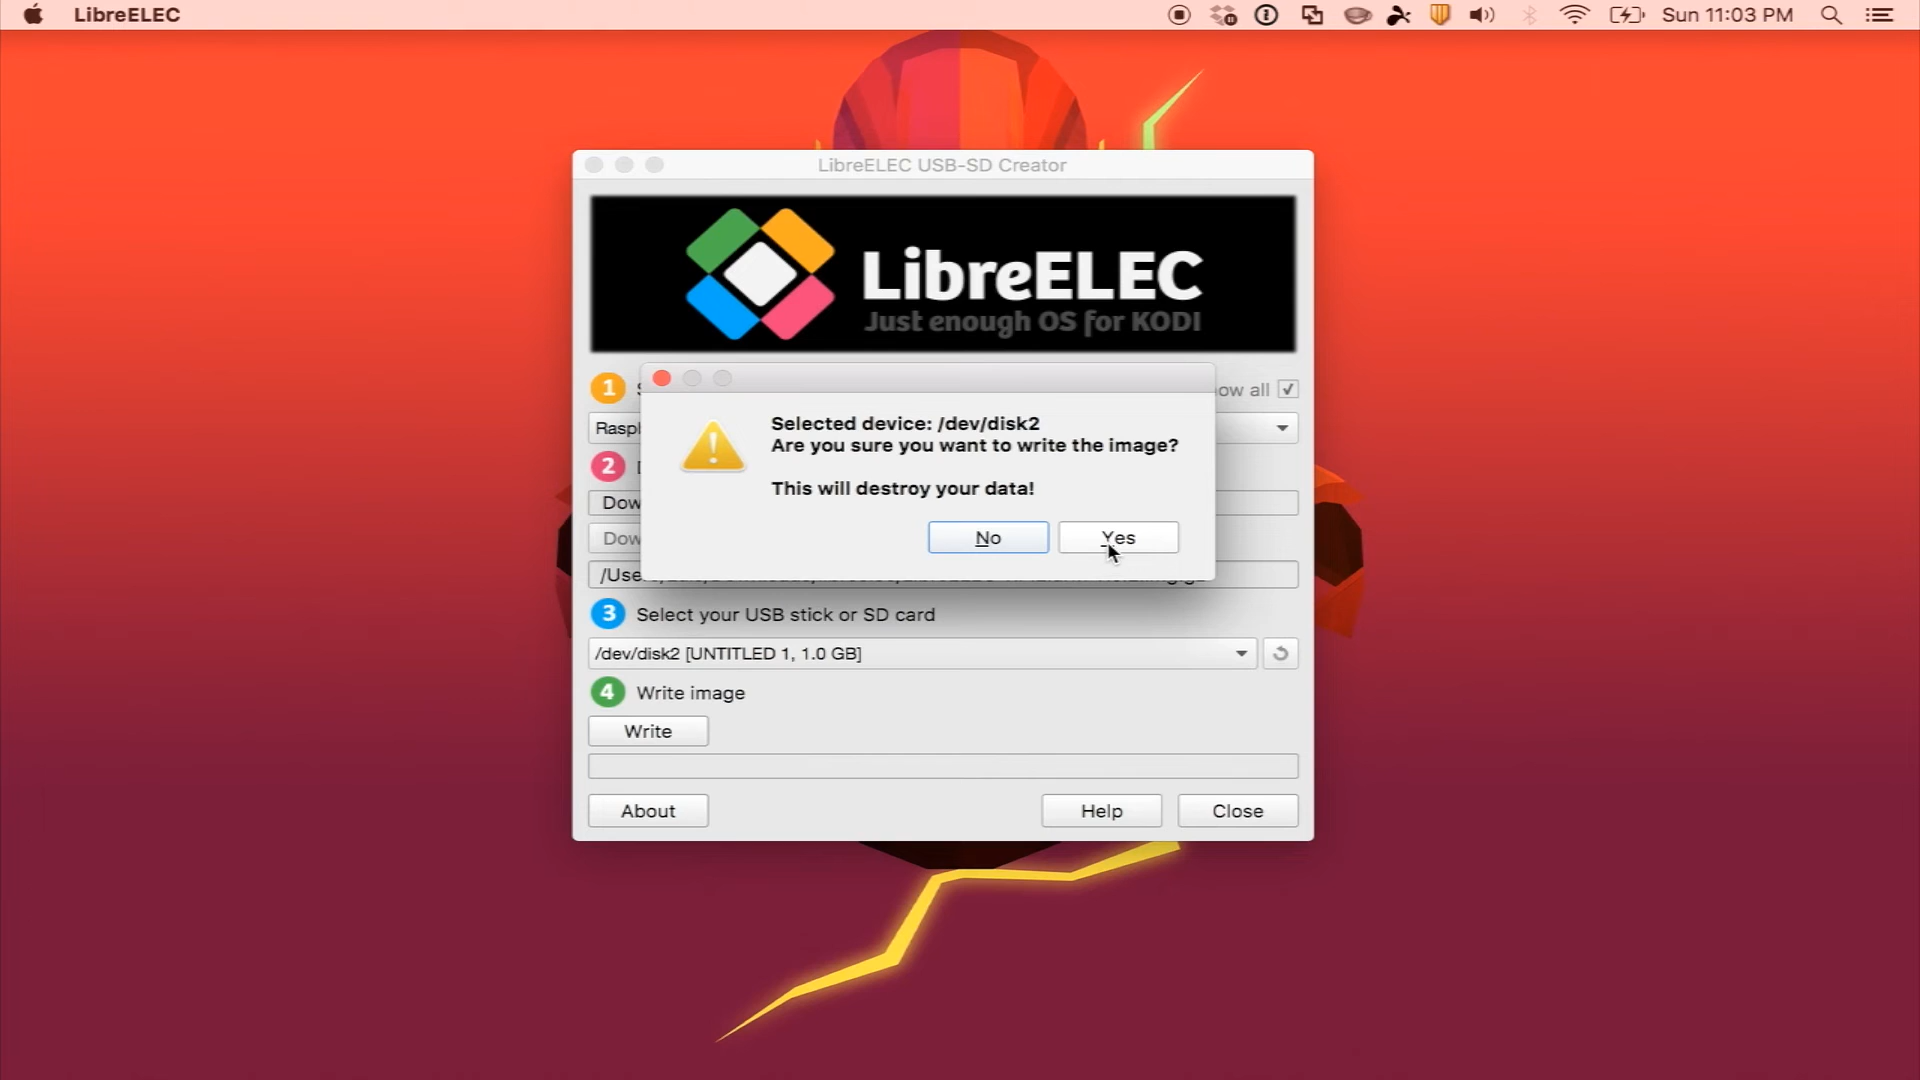 LibreELEC
Sun 11:03 PM
LibreELEC USB-SD Creator
LibreELEC
Just enough OS for KODI
1
ow all
Raspb
Selected device: /dev/disk2
Are you sure you want to write the image?
This will destroy your data!
No
Yes
2
Dow
Dow
/Use
3 Select your USB stick or SD card
/dev/disk2 [UNTITLED 1, 1.0 GB]
4 Write image
Write
About
Help
Close